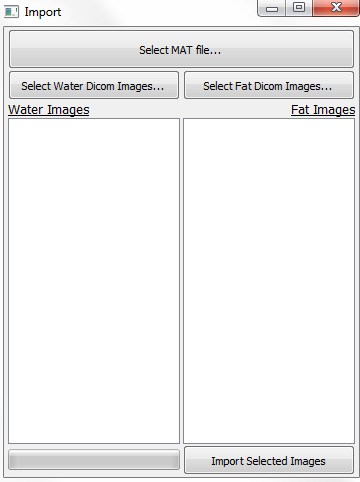 Import
Select MAT file...
Select Water Dicom Images... Select Fat Dicom Images...
Water Images Fat Images
Import Selected Images